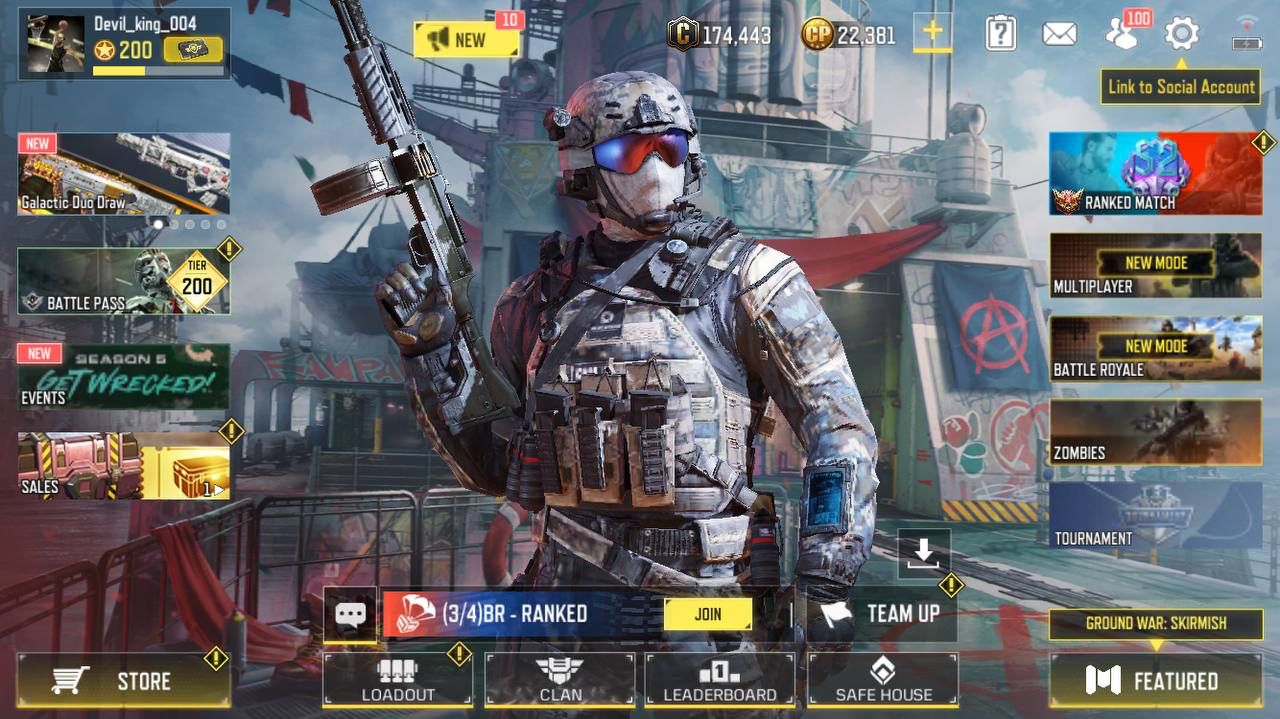 Devil_king_004
200
10
NEW
C 174,443
CP 22,381
100
Link to Social Account
NEW
Galactic Duo Draw
TIER
200
BATTLE PASS
NEW
SEASON 5
GET WRECKED!
EVENTS
SALES
1
S2
RANKED MATCH
NEW MODE
MULTIPLAYER
NEW MODE
BATTLE ROYALE
ZOMBIES
TOURNAMENT
(3/4)BR - RANKED
JOIN
TEAM UP
GROUND WAR: SKIRMISH
STORE
LOADOUT
CLAN
LEADERBOARD
SAFE HOUSE
FEATURED